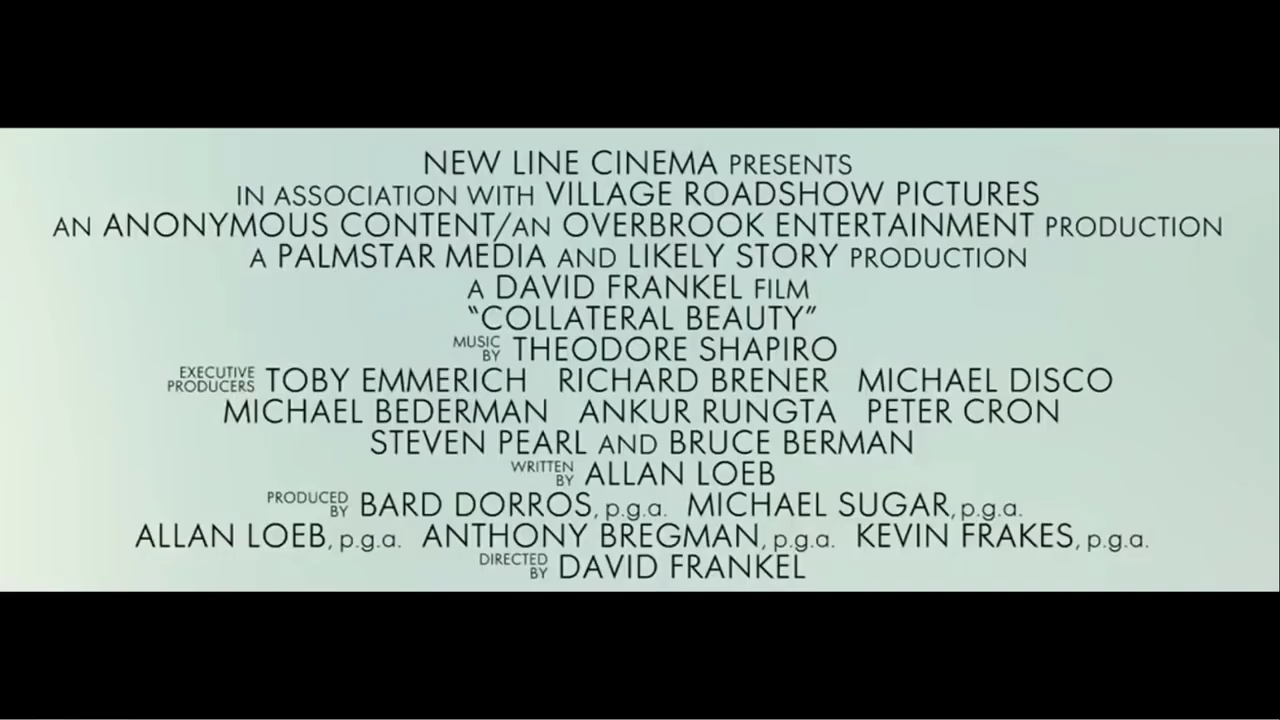 NEW LINE CINEMA PRESENTS
IN ASSOCIATION WITH VILLAGE ROADSHOW PICTURES
AN ANONYMOUS CONTENT/AN OVERBROOK ENTERTAINMENT PRODUCTION
A PALMSTAR MEDIA AND LIKELY STORY PRODUCTION
A DAVID FRANKEL FILM
“COLLATERAL BEAUTY”
MUSIC BY THEODORE SHAPIRO
EXECUTIVE PRODUCERS TOBY EMMERICH RICHARD BRENER MICHAEL DISCO
MICHAEL BEDERMAN ANKUR RUNGTA PETER CRON
STEVEN PEARL AND BRUCE BERMAN
WRITTEN BY ALLAN LOEB
PRODUCED BY BARD DORROS, p.g.a. MICHAEL SUGAR, p.g.a.
ALLAN LOEB, p.g.a. ANTHONY BREGMAN, p.g.a. KEVIN FRAKES, p.g.a.
DIRECTED BY DAVID FRANKEL